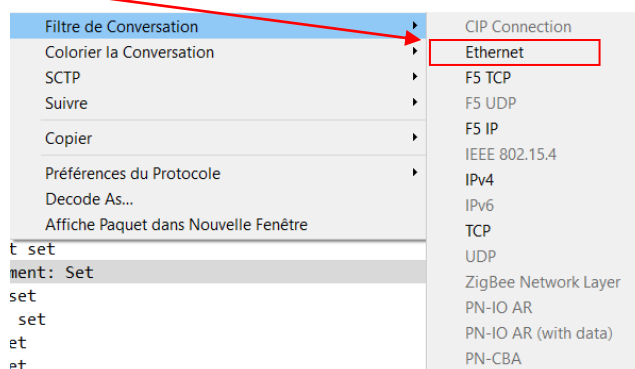 Filtre de Conversation
Colorier la Conversation
SCTP
Suivre
Copier
Préférences du Protocole
Decode As...
Affiche Paquet dans Nouvelle Fenêtre
CIP Connection
Ethernet
F5 TCP
F5 UDP
F5 IP
IEEE 802.15.4
IPv4
IPv6
TCP
UDP
ZigBee Network Layer
PN-IO AR
PN-IO AR (with data)
PN-CBA
t set
ment: Set
set
set
et
et